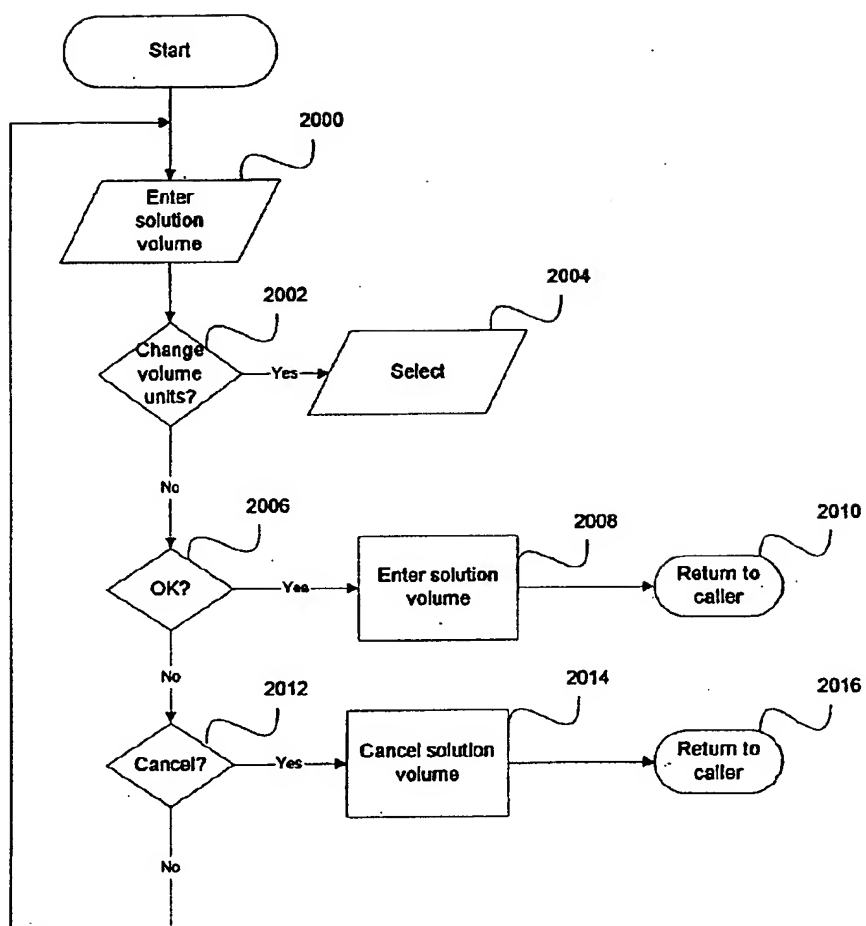 Start
2000
Enter
solution
volume
2002
2004
Change
volume
units?
Yes
Select
No
2006
2008
2010
OK?
Yes
Enter solution
volume
Return to
caller
No
2012
2014
2016
Cancel?
Yes
Cancel solution
volume
Return to
caller
No